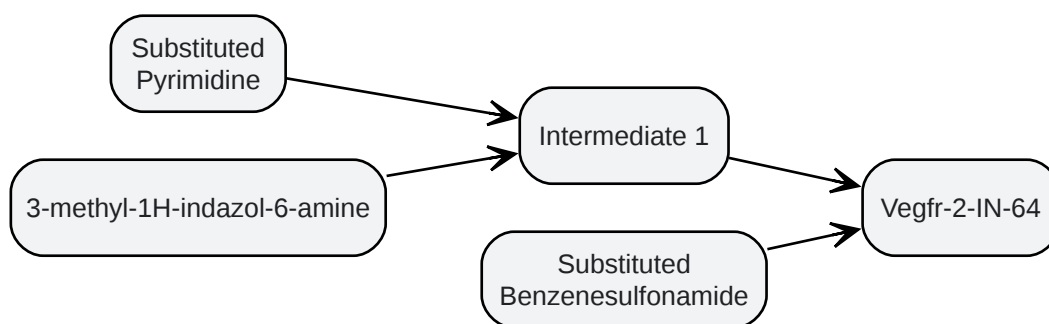 Substituted
Pyrimidine
Intermediate 1
3-methyl-1H-indazol-6-amine
Vegfr-2-IN-64
Substituted
Benzenesulfonamide